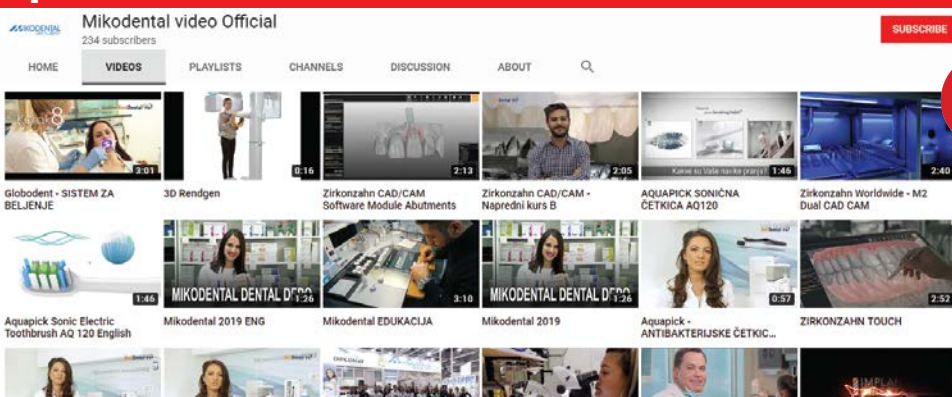 MIKODENTAL
Mikodental video Official
234 subscribers
SUBSCRIBE
HOME VIDEOS PLAYLISTS CHANNELS DISCUSSION ABOUT
8
3:01
0:16
2:13
2:05
Kakve su Vaše navike pranja?
1:46
2:40
Globodent - SISTEM ZA
BELJENJE
3D Rendgen
Zirkonzahn CAD/CAM
Software Module Abutments
Zirkonzahn CAD/CAM -
Napredni kurs B
AQUAPICK SONIČNA
ČETKICA AQ120
Zirkonzahn Worldwide - M2
Dual CAD CAM
1:46
MIKODENTAL DENTAL
1:26
3:10
MIKODENTAL DENTAL
1:26
0:57
2:52
Aquapick Sonic Electric
Toothbrush AQ 120 English
Mikodental 2019 ENG
Mikodental EDUKACIJA
Mikodental 2019
Aquapick -
ANTIBAKTERIJSKE ČETKIC...
ZIRKONZAHN TOUCH